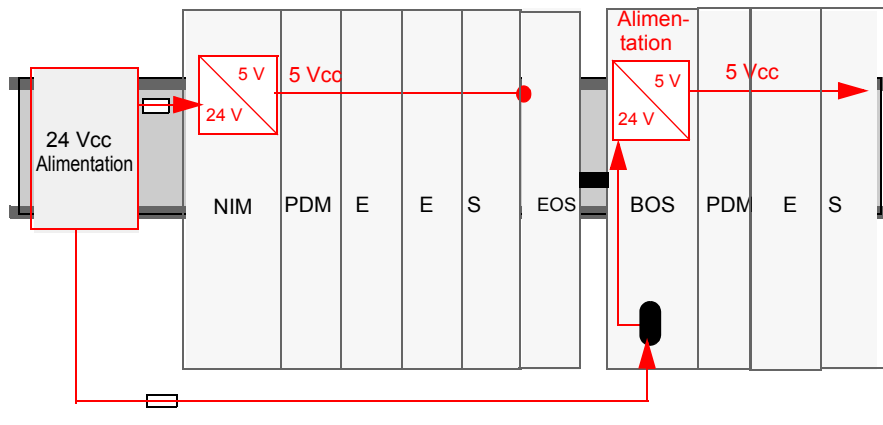 Alimen-
tation
5 V
24 V
5 Vcc
5 V
24 V
5 Vcc
24 Vcc
Alimentation
NIM
PDM
E
E
S
EOS
BOS
PDM
E
S